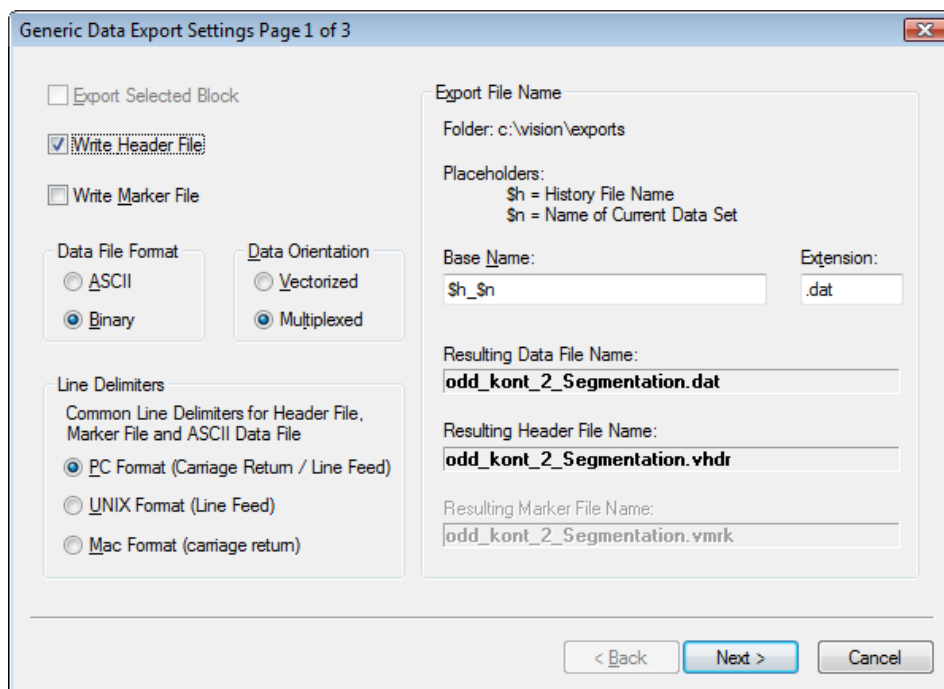 Generic Data Export Settings Page 1 of 3
Export Selected Block
Write Header File
Write Marker File
Data File Format
ASCII
Binary
Data Orientation
Vectorized
Multiplexed
Line Delimiters
Common Line Delimiters for Header File,
Marker File and ASCII Data File
PC Format (Carriage Return / Line Feed)
UNIX Format (Line Feed)
Mac Format (carriage return)
Export File Name
Folder: c:\vision\exports
Placeholders:
$h = History File Name
$n = Name of Current Data Set
Base Name:
$h_$n
Extension:
.dat
Resulting Data File Name:
odd_kont_2_Segmentation.dat
Resulting Header File Name:
odd_kont_2_Segmentation.vhdr
Resulting Marker File Name:
odd_kont_2_Segmentation.vmrk
< Back
Next >
Cancel